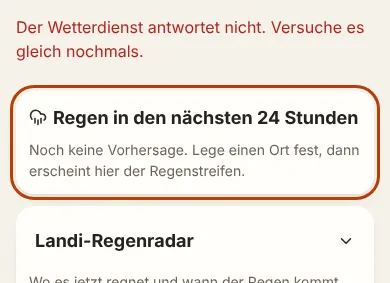 Der Wetterdienst antwortet nicht. Versuche es
gleich nochmals.
Regen in den nächsten 24 Stunden
Noch keine Vorhersage. Lege einen Ort fest, dann
erscheint hier der Regenstreifen.
Landi-Regenradar
Wo es jetzt regnet und wann der Regen kommt